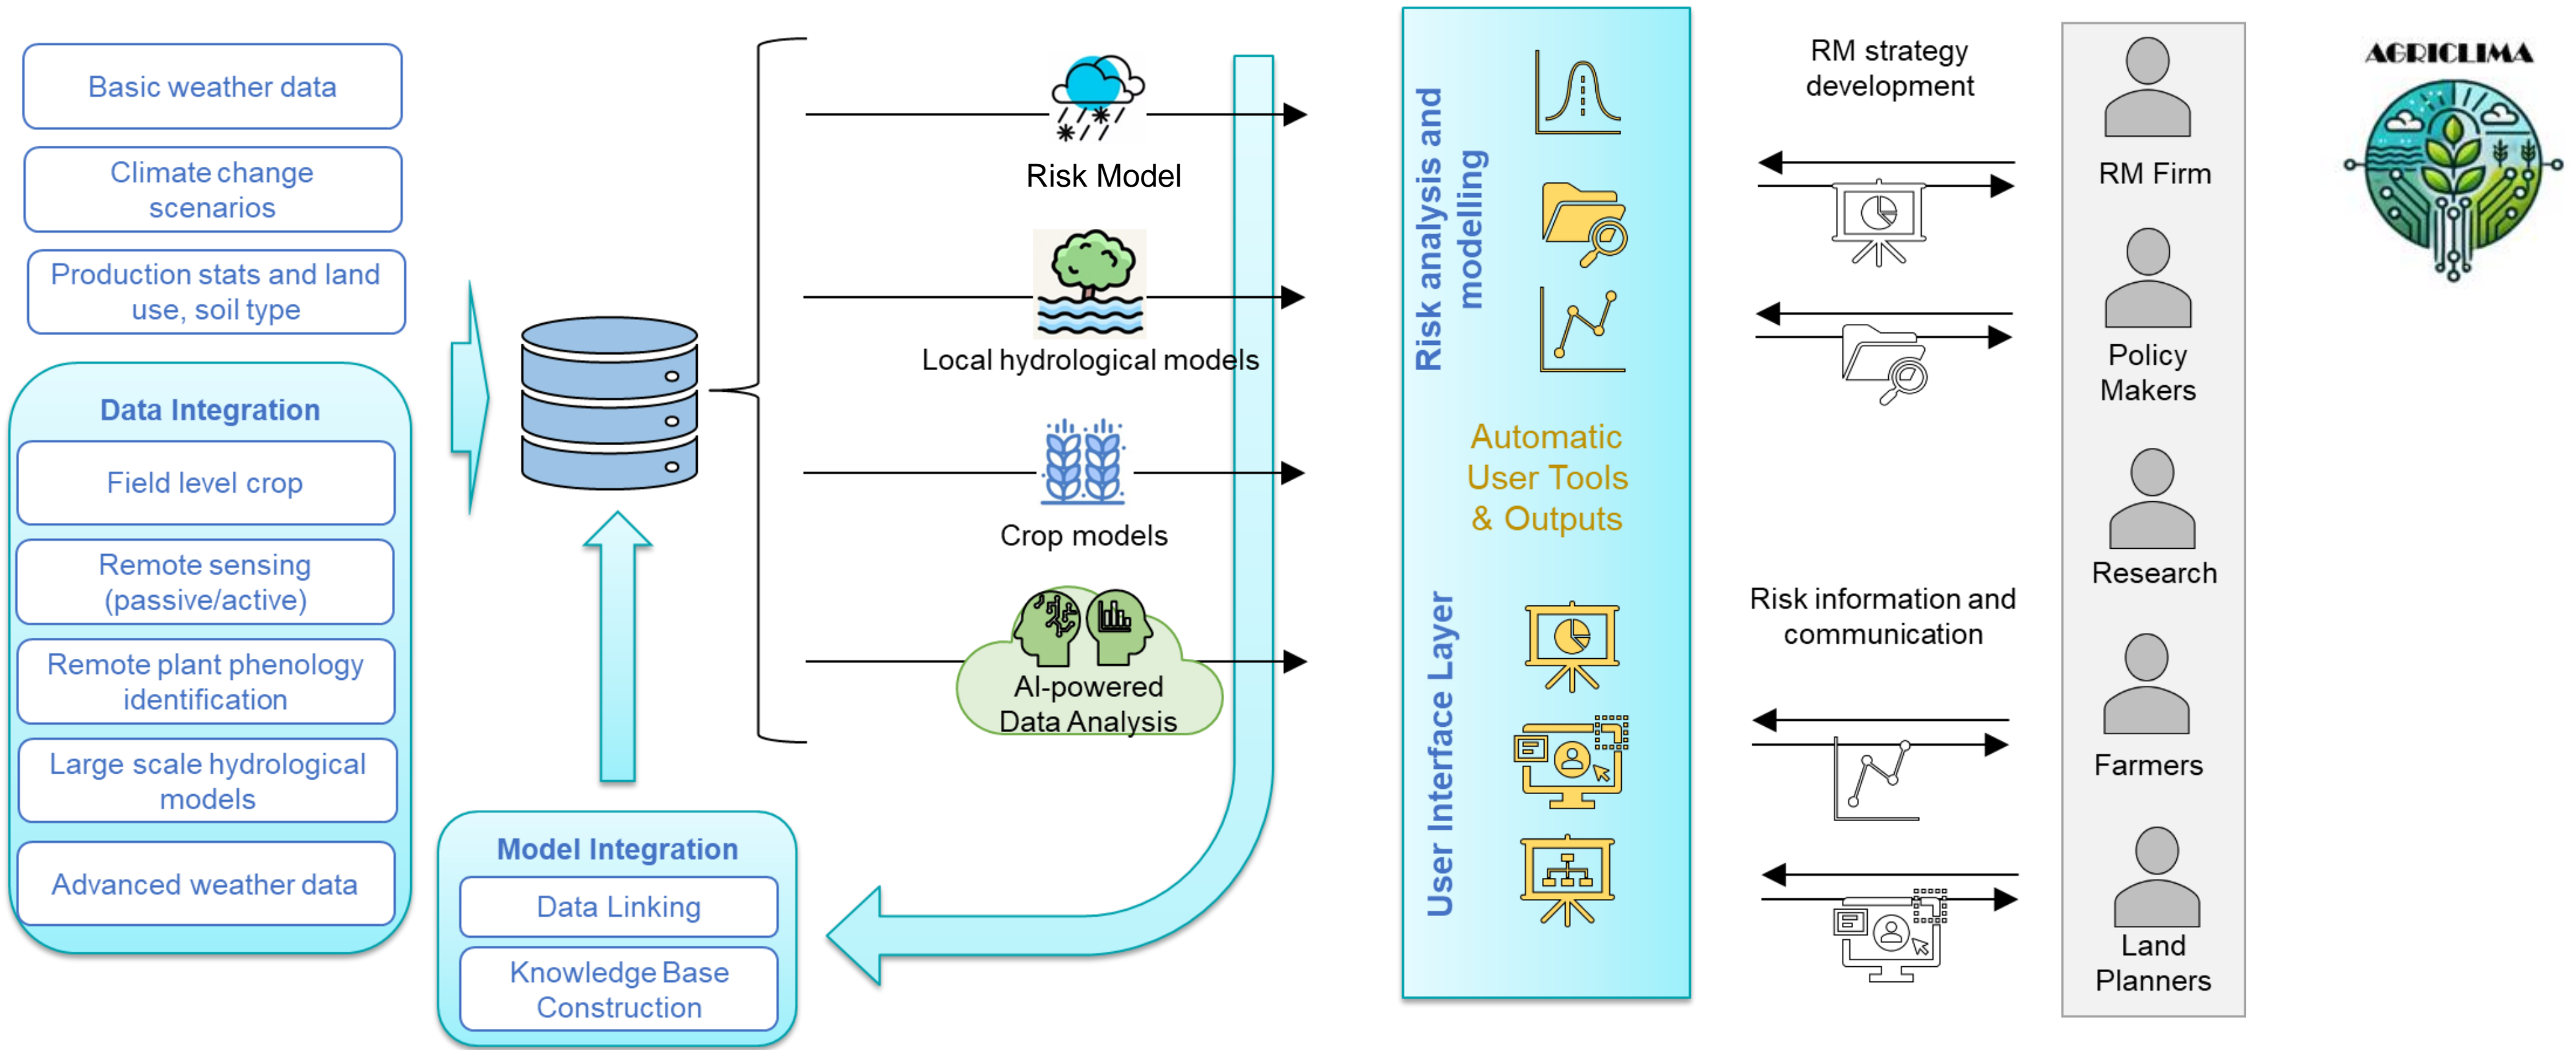 Basic weather data
Climate change
scenarios
Production stats and land
use, soil type
Data Integration
Field level crop
Remote sensing
(passive/active)
Remote plant phenology
identification
Large scale hydrological
models
Advanced weather data
Model Integration
Data Linking
Knowledge Base
Construction
Risk Model
Local hydrological models
Crop models
AI-powered
Data Analysis
Risk analysis and
modelling
Automatic
User Tools
& Outputs
User Interface Layer
RM strategy
development
Risk information and
communication
RM Firm
Policy
Makers
Research
Farmers
Land
Planners
AGRICLIMA